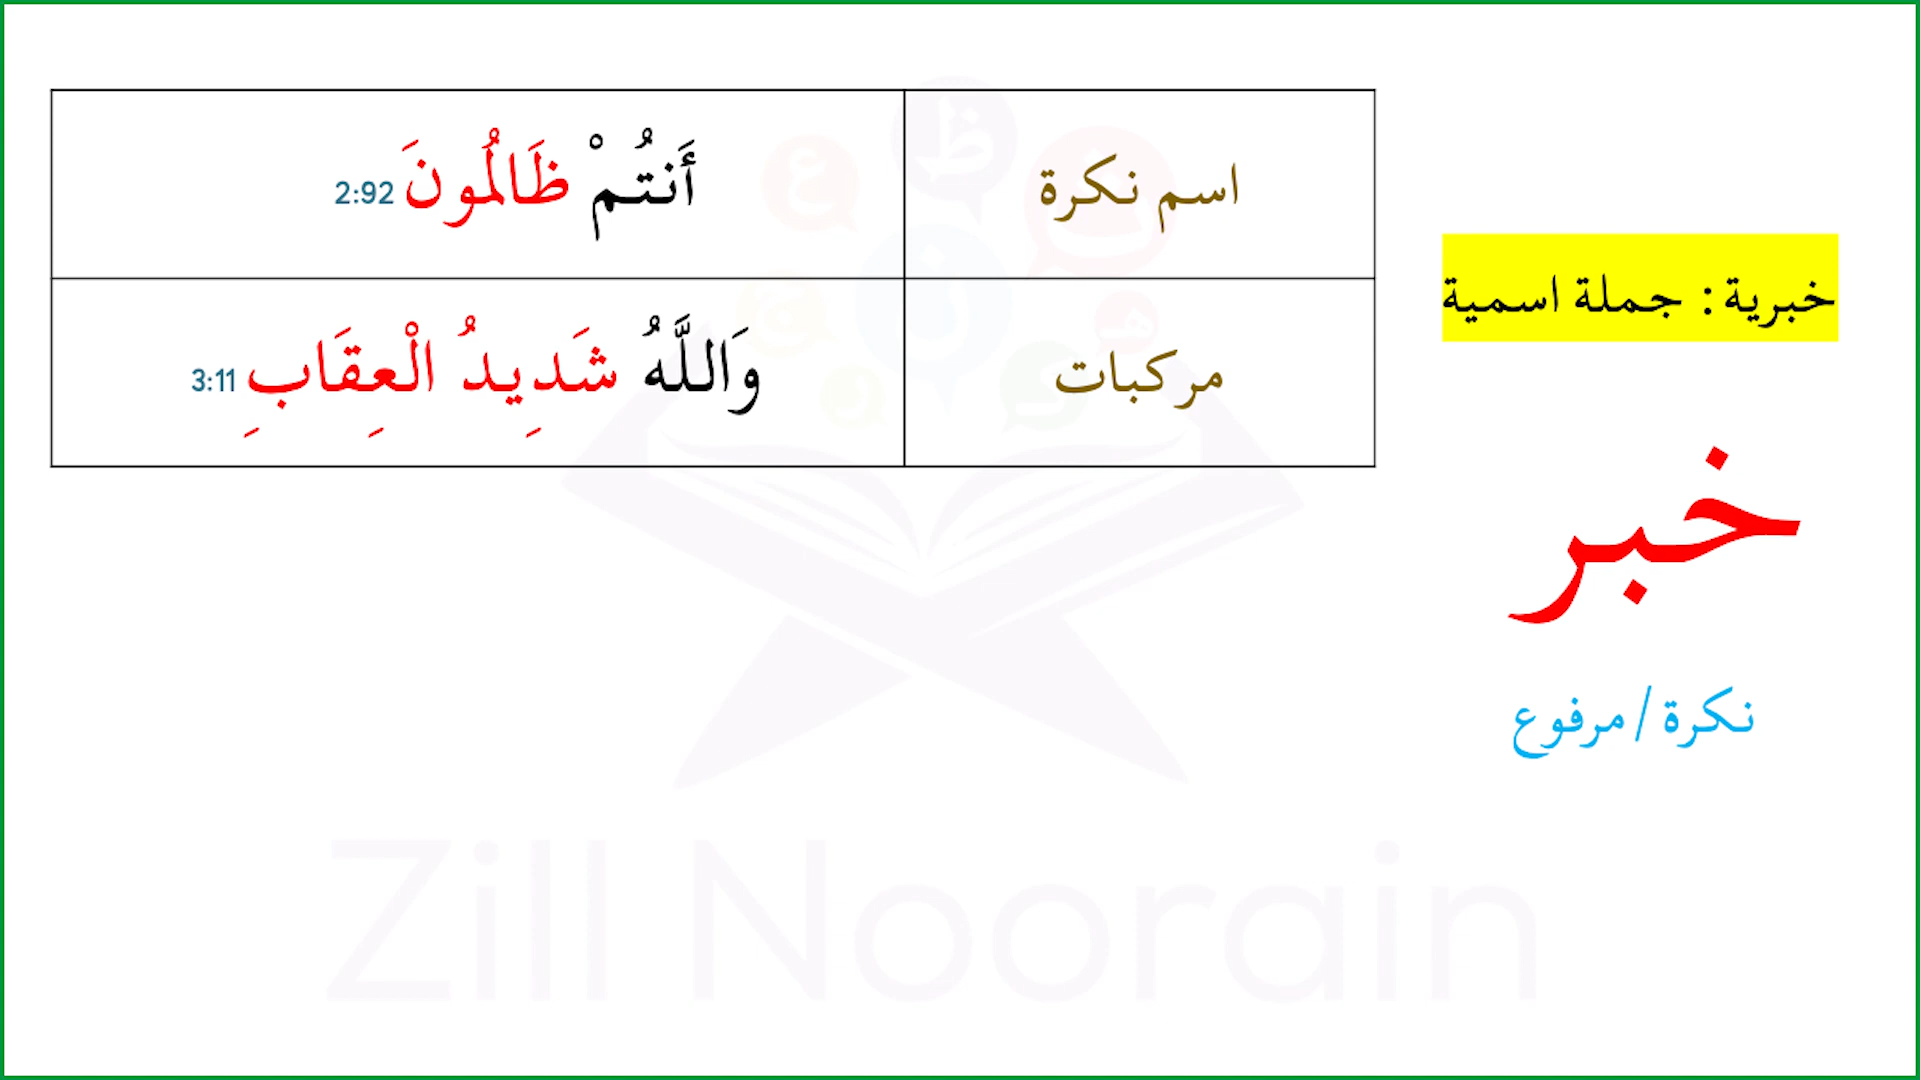 خبرية : جملة اسمية
خبر
نكرة / مرفوع
اسم نكرة
أَنتُمْ ظَالِمُونَ 2:92
مركبات
وَاللَّهُ شَدِيدُ الْعِقَابِ 3:11
Zill Noorain